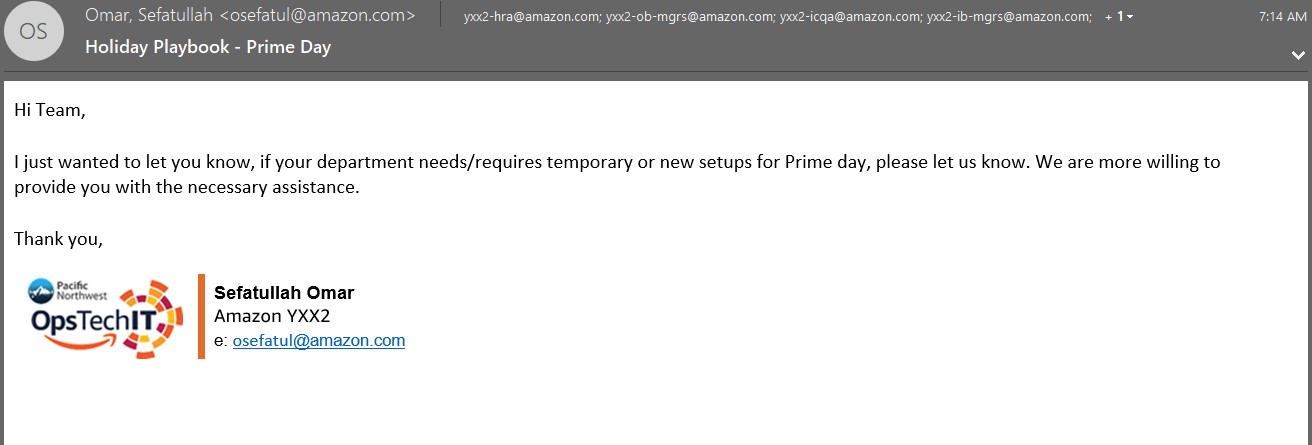 OS
Omar, Sefatullah <osefatul@amazon.com>
yxx2-hra@amazon.com; yxx2-ob-mgrs@amazon.com; yxx2-icqa@amazon.com; yxx2-ib-mgrs@amazon.com; + 1
7:14 AM
Holiday Playbook - Prime Day
Hi Team,
I just wanted to let you know, if your department needs/requires temporary or new setups for Prime day, please let us know. We are more willing to
provide you with the necessary assistance.
Thank you,
Pacific
Northwest
OpsTechIT
Sefatullah Omar
Amazon YXX2
e: osefatul@amazon.com